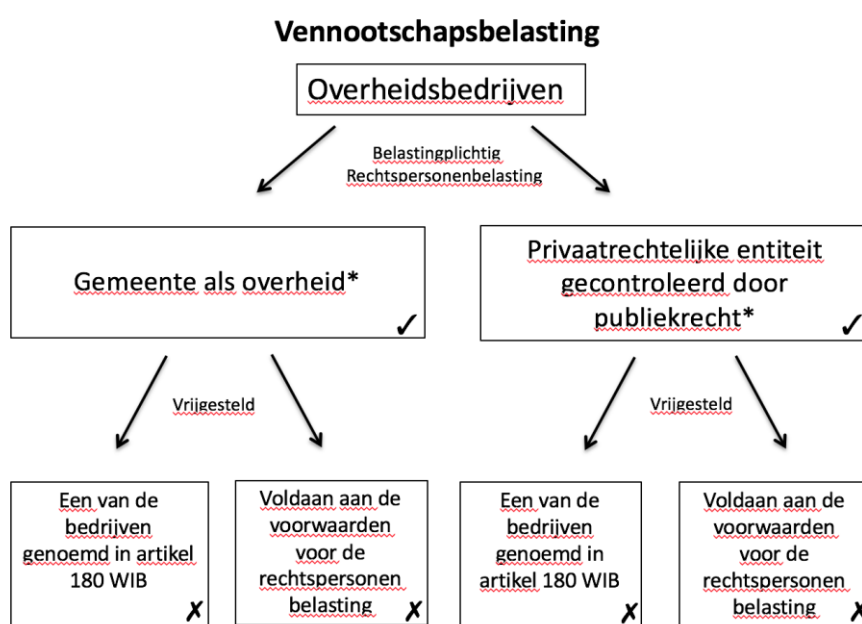 Vennootschapsbelasting
Overheidsbedrijven
Belastingplichtig
Rechtspersonenbelasting
Gemeente als overheid*
✓
Privaatrechtelijke entiteit
gecontroleerd door
publiekrecht*
✓
Vrijgesteld
Vrijgesteld
Een van de
bedrijven
genoemd in artikel
180 WIB
✗
Voldaan aan de
voorwaarden
voor de
rechtspersonen
belasting
✗
Een van de
bedrijven
genoemd in
artikel 180 WIB
✗
Voldaan aan de
voorwaarden
voor de
rechtspersonen
belasting
✗